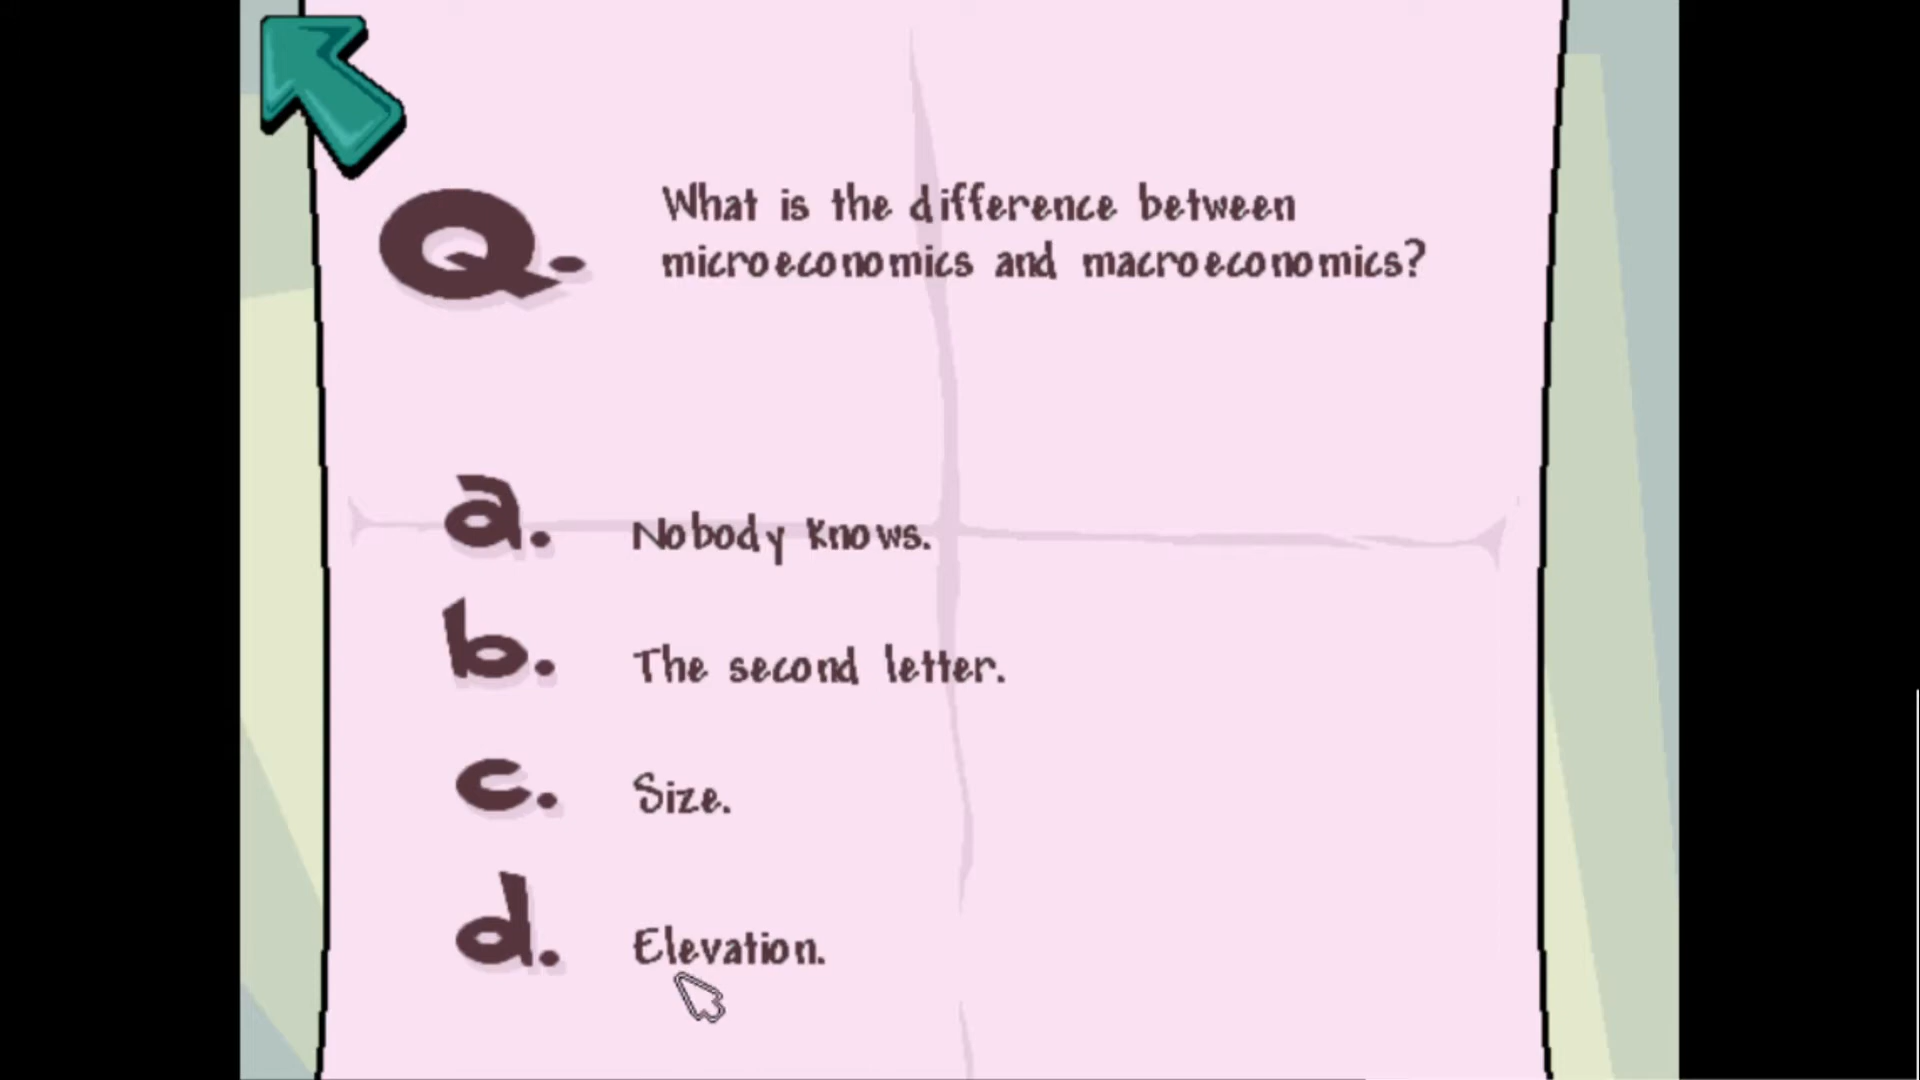 Q. What is the difference between
microeconomics and macroeconomics?
a. Nobody knows.
b. The second letter.
c. Size.
d. Elevation.